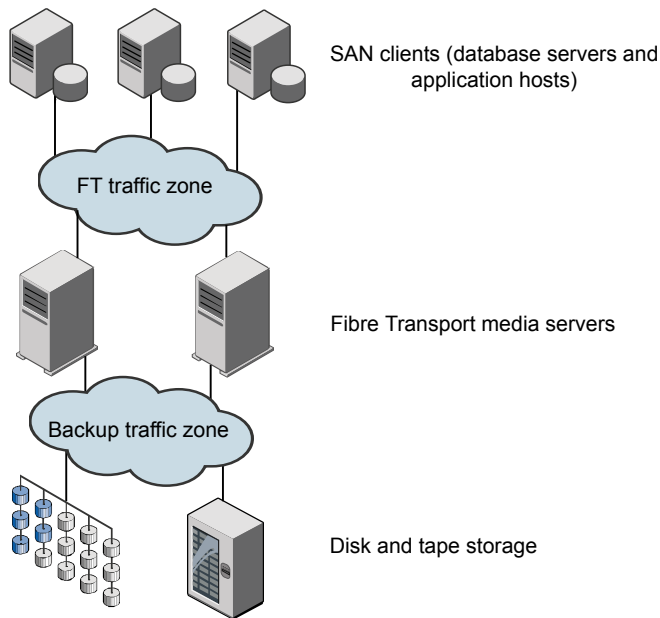 SAN clients (database servers and
application hosts)
FT traffic zone
Fibre Transport media servers
Backup traffic zone
Disk and tape storage